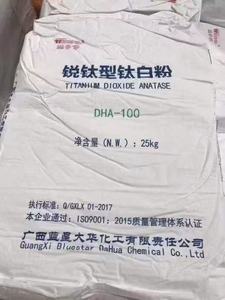 锐钛型钛白粉
TITANIUM DIOXIDE ANATASE
DHA-100
净含量(N.W.): 25kg
执行标准: Q/GXLX 01-2017
本企业通过: ISO9001: 2015质量管理体系认证
广西蓝星大华化工有限责任公司
GuangXi Bluestar DaHua Chemical Co.,Ltd